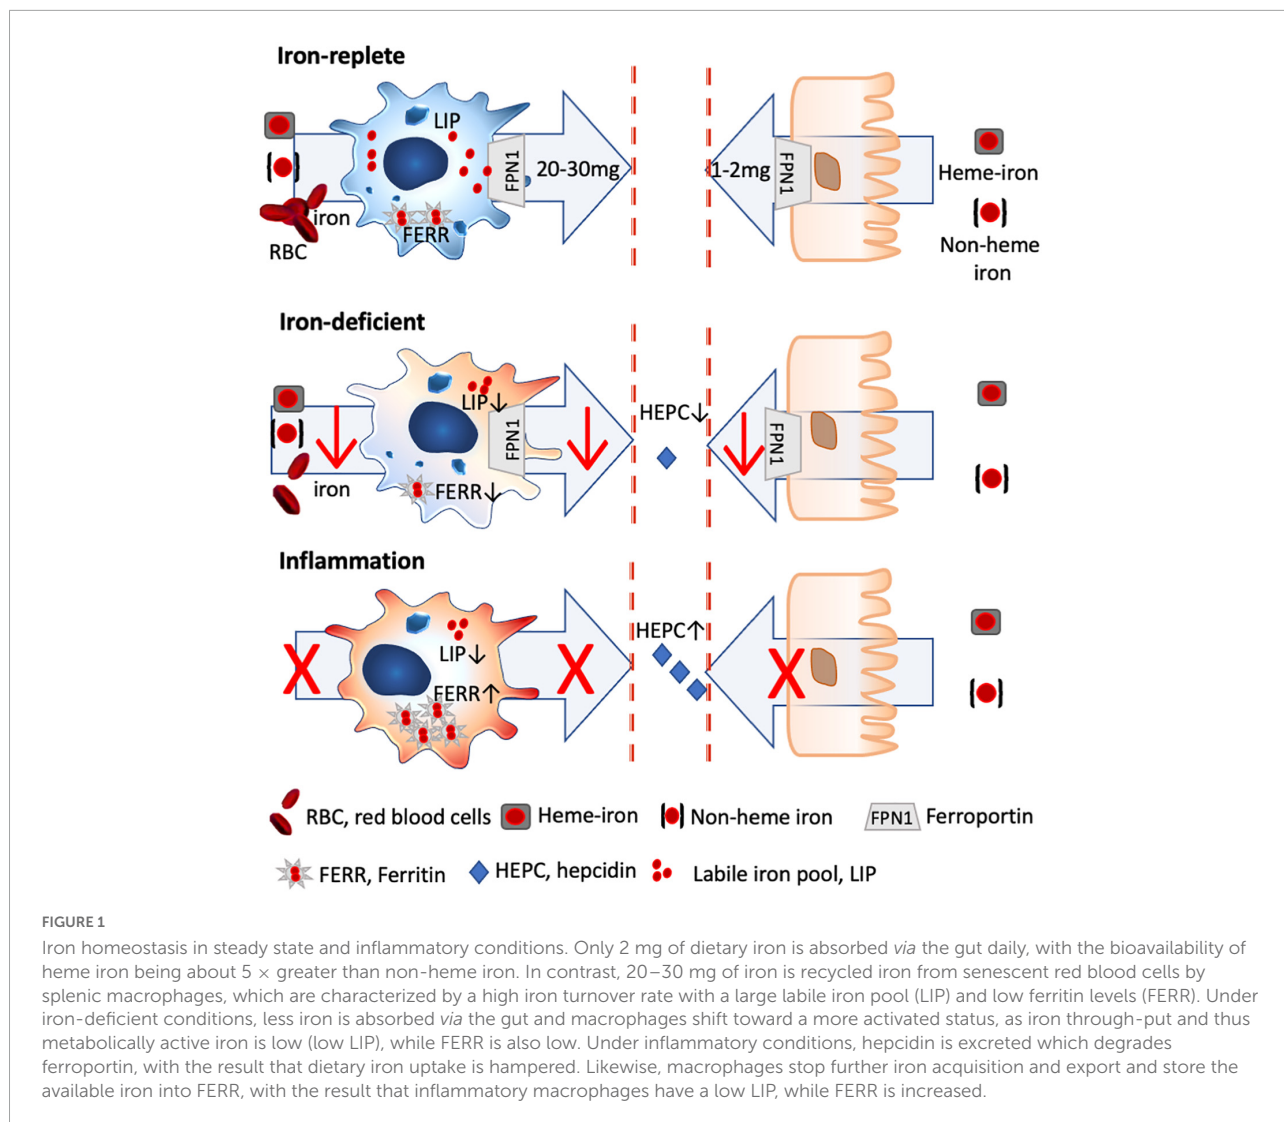 Iron-replete
LIP
FPN1
20-30mg
1-2mg
FPN1
Heme-iron
iron
RBC
FERR
Non-heme
iron
Iron-deficient
LIP↓
FPN1
HEPC↓
FPN1
iron
FERR↓
Inflammation
HEPC↑
LIP↓
FERR↑
RBC, red blood cells
Heme-iron
Non-heme iron
FPN1
Ferroportin
FERR, Ferritin
HEPC, hepcidin
Labile iron pool, LIP
FIGURE 1
Iron homeostasis in steady state and inflammatory conditions. Only 2 mg of dietary iron is absorbed via the gut daily, with the bioavailability of
heme iron being about 5 × greater than non-heme iron. In contrast, 20–30 mg of iron is recycled iron from senescent red blood cells by
splenic macrophages, which are characterized by a high iron turnover rate with a large labile iron pool (LIP) and low ferritin levels (FERR). Under
iron-deficient conditions, less iron is absorbed via the gut and macrophages shift toward a more activated status, as iron through-put and thus
metabolically active iron is low (low LIP), while FERR is also low. Under inflammatory conditions, hepcidin is excreted which degrades
ferroportin, with the result that dietary iron uptake is hampered. Likewise, macrophages stop further iron acquisition and export and store the
available iron into FERR, with the result that inflammatory macrophages have a low LIP, while FERR is increased.